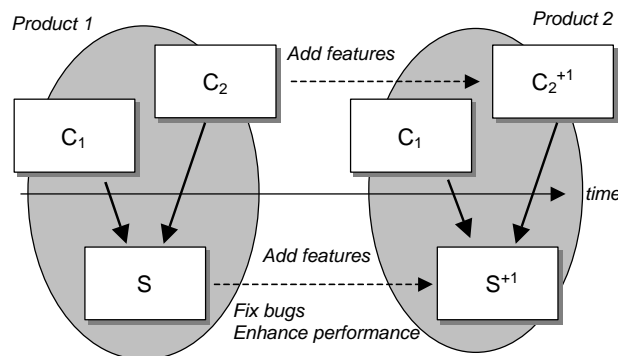 Product 1
Product 2
Add features
C₂
C₂⁺¹
C₁
C₁
time
Add features
S
S⁺¹
Fix bugs
Enhance performance